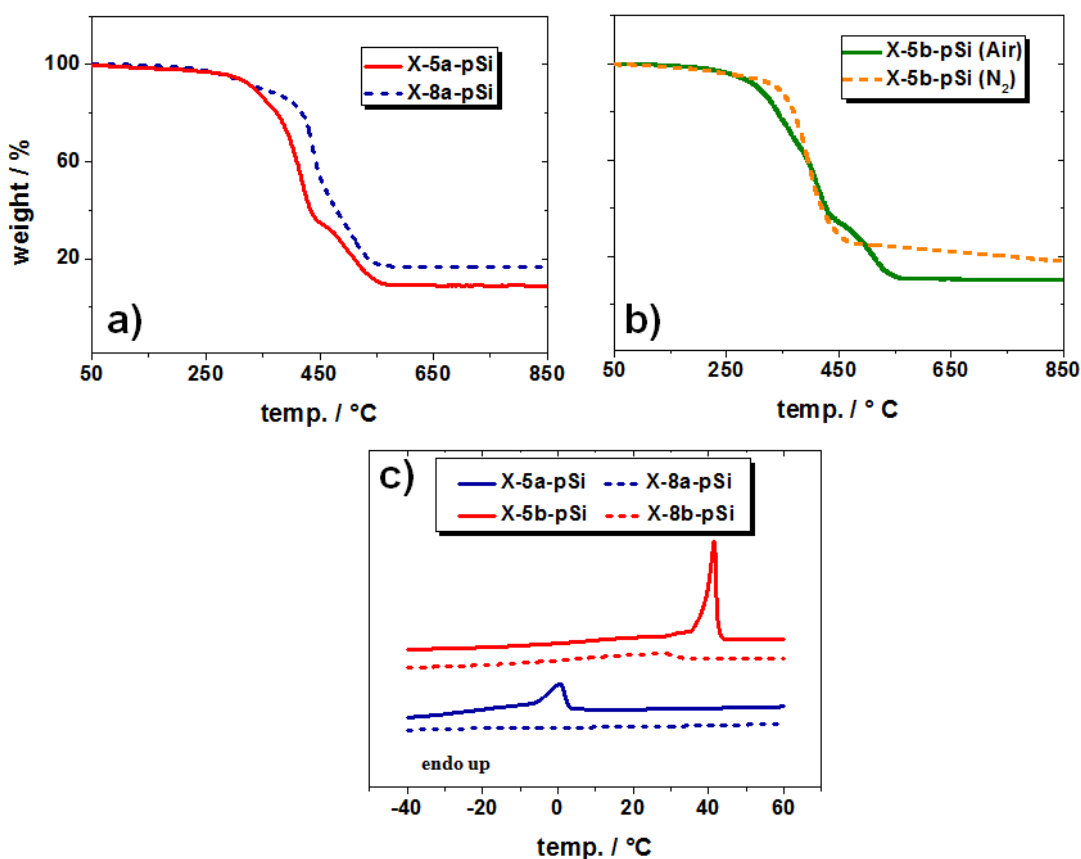 X-5a-pSi
X-8a-pSi
100
60
20
weight / %
a)
50 250 450 650 850
temp. / °C
X-5b-pSi (Air)
X-5b-pSi (N₂)
b)
50 250 450 650 850
temp. / ° C
c)
X-5a-pSi X-8a-pSi
X-5b-pSi X-8b-pSi
endo up
-40 -20 0 20 40 60
temp. / °C